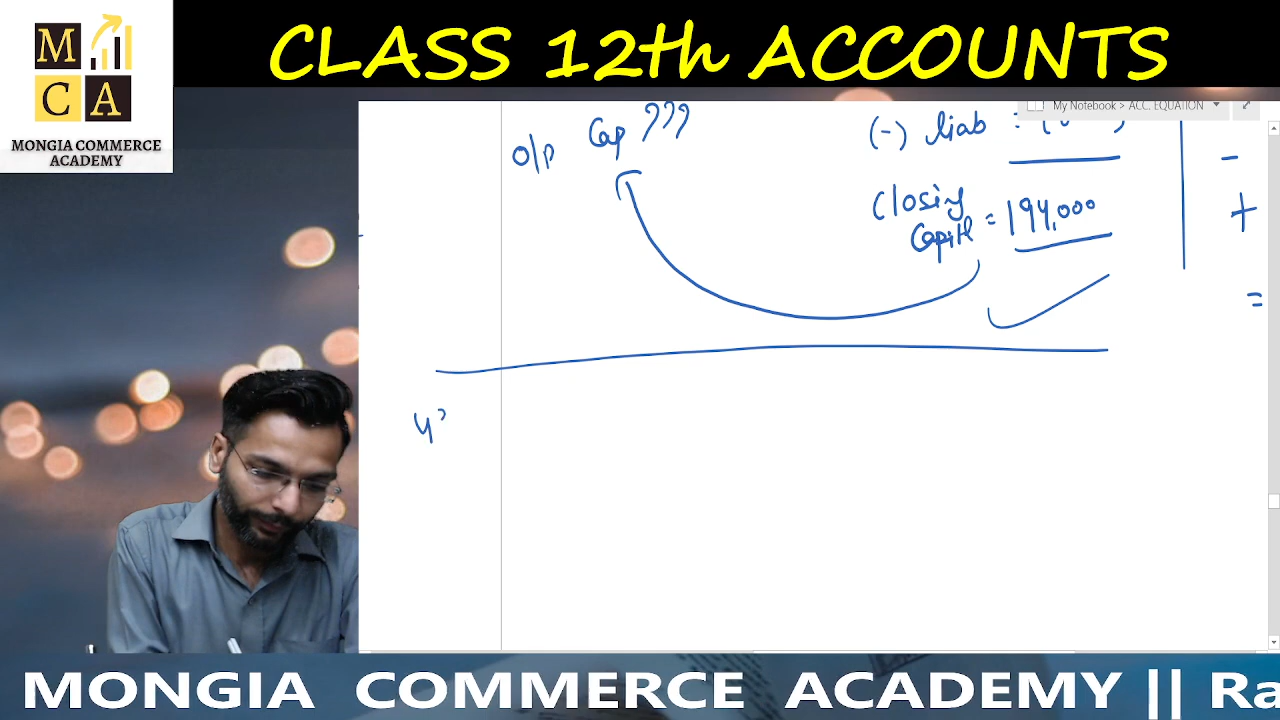 M
C A
MONGIA COMMERCE
ACADEMY
CLASS 12th ACCOUNTS
My Notebook > ACC. EQUATION
O/P Cap ???
(-) liab :
Closing
Capital = 194,000
-
+
=
MONGIA COMMERCE ACADEMY || Ra